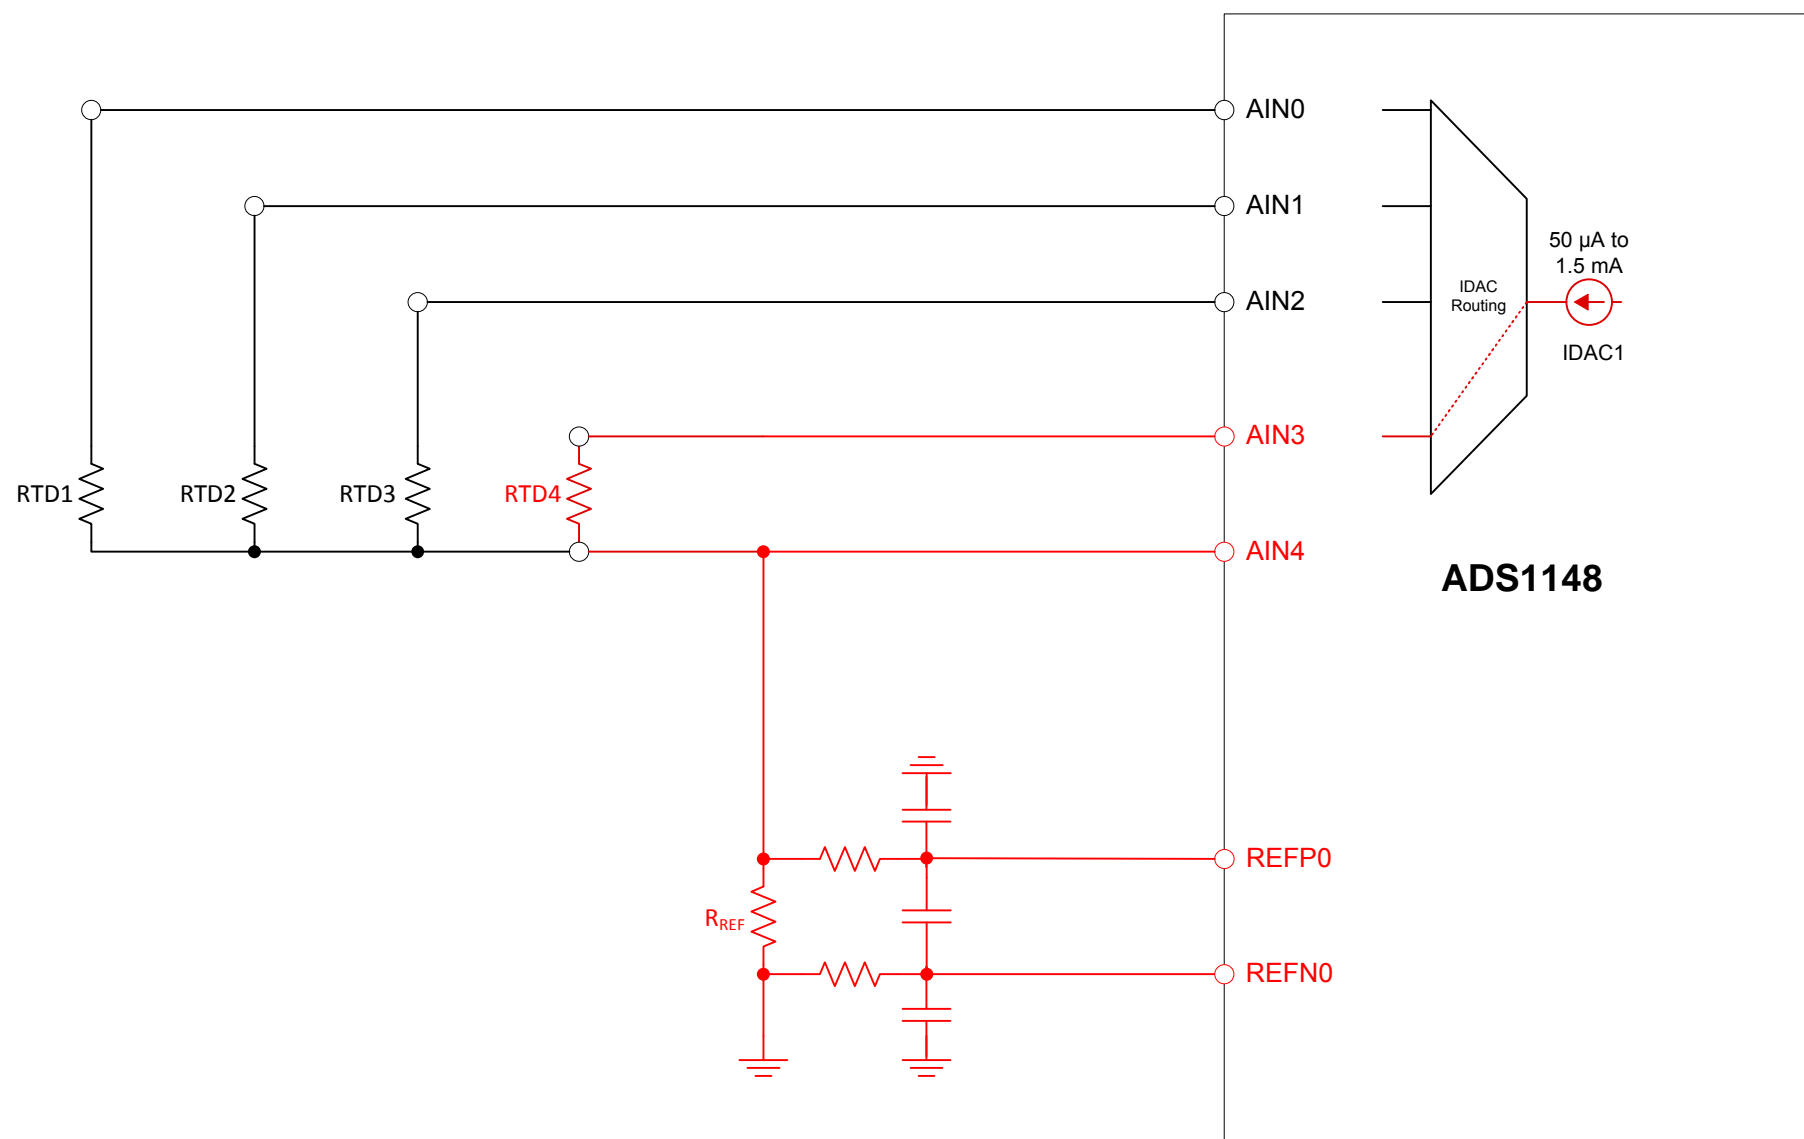 AIN0
AIN1
50 µA to
1.5 mA
AIN2
IDAC
Routing
IDAC1
AIN3
RTD1
RTD2
RTD3
RTD4
AIN4
ADS1148
REFP0
RREF
REFN0